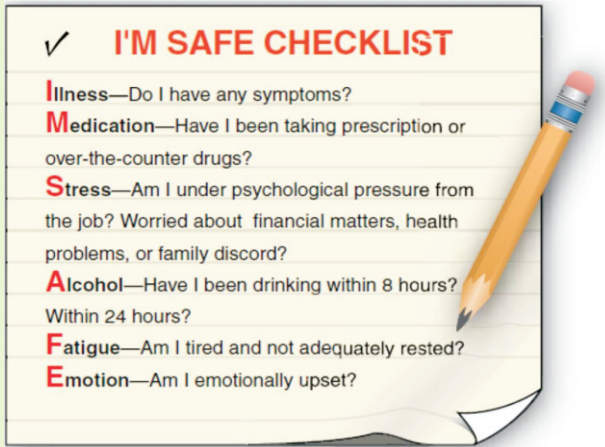 ✓ I'M SAFE CHECKLIST
Illness—Do I have any symptoms?
Medication—Have I been taking prescription or
over-the-counter drugs?
Stress—Am I under psychological pressure from
the job? Worried about financial matters, health
problems, or family discord?
Alcohol—Have I been drinking within 8 hours?
Within 24 hours?
Fatigue—Am I tired and not adequately rested?
Emotion—Am I emotionally upset?